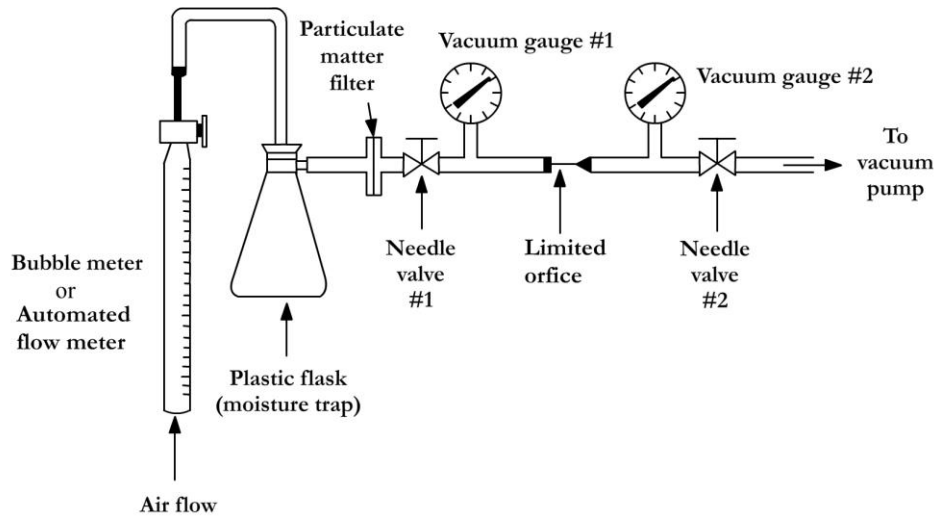 Particulate
matter
filter
Vacuum gauge #1
Vacuum gauge #2
To
vacuum
pump
Bubble meter
or
Automated
flow meter
Needle
valve
#1
Limited
orfice
Needle
valve
#2
Plastic flask
(moisture trap)
Air flow